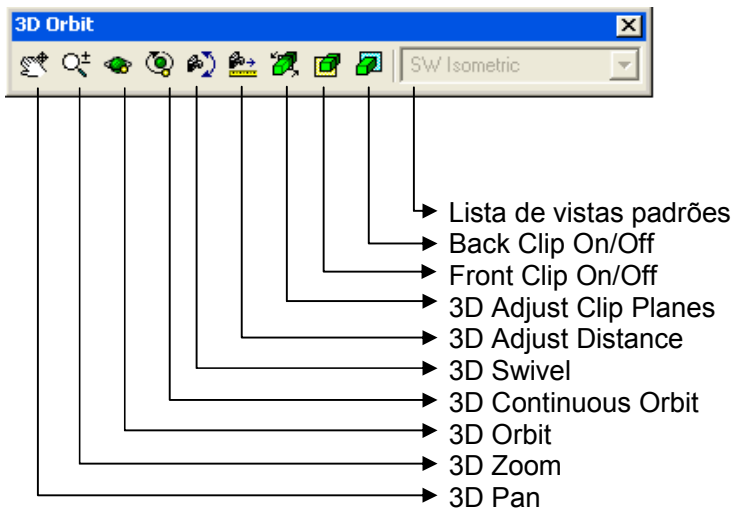 3D Orbit
SW Isometric
Lista de vistas padrões
Back Clip On/Off
Front Clip On/Off
3D Adjust Clip Planes
3D Adjust Distance
3D Swivel
3D Continuous Orbit
3D Orbit
3D Zoom
3D Pan